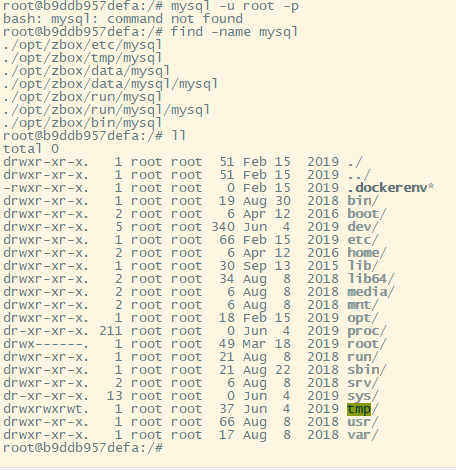 root@b9ddb957defa:/# mysql -u root -p
bash: mysql: command not found
root@b9ddb957defa:/# find -name mysql
./opt/zbox/etc/mysql
./opt/zbox/tmp/mysql
./opt/zbox/data/mysql
./opt/zbox/data/mysql/mysql
./opt/zbox/run/mysql
./opt/zbox/run/mysql/mysql
./opt/zbox/bin/mysql
root@b9ddb957defa:/# ll
total 0
drwxr-xr-x.   1 root root  51 Feb 15  2019 ./
drwxr-xr-x.   1 root root  51 Feb 15  2019 ../
-rwxr-xr-x.   1 root root   0 Feb 15  2019 .dockerenv*
drwxr-xr-x.   1 root root  19 Aug 30  2018 bin/
drwxr-xr-x.   2 root root   6 Apr 12  2016 boot/
drwxr-xr-x.   5 root root 340 Jun  4  2019 dev/
drwxr-xr-x.   1 root root  66 Feb 15  2019 etc/
drwxr-xr-x.   2 root root   6 Apr 12  2016 home/
drwxr-xr-x.   1 root root  30 Sep 13  2015 lib/
drwxr-xr-x.   2 root root  34 Aug  8  2018 lib64/
drwxr-xr-x.   2 root root   6 Aug  8  2018 media/
drwxr-xr-x.   2 root root   6 Aug  8  2018 mnt/
drwxr-xr-x.   1 root root  18 Feb 15  2019 opt/
dr-xr-xr-x. 211 root root   0 Jun  4  2019 proc/
drwx------.   1 root root  49 Mar 18  2019 root/
drwxr-xr-x.   1 root root  21 Aug  8  2018 run/
drwxr-xr-x.   1 root root  21 Aug 22  2018 sbin/
drwxr-xr-x.   2 root root   6 Aug  8  2018 srv/
dr-xr-xr-x.  13 root root   0 Jun  4  2019 sys/
drwxrwxrwt.   1 root root  37 Jun  4  2019 tmp/
drwxr-xr-x.   1 root root  66 Aug  8  2018 usr/
drwxr-xr-x.   1 root root  17 Aug  8  2018 var/
root@b9ddb957defa:/#